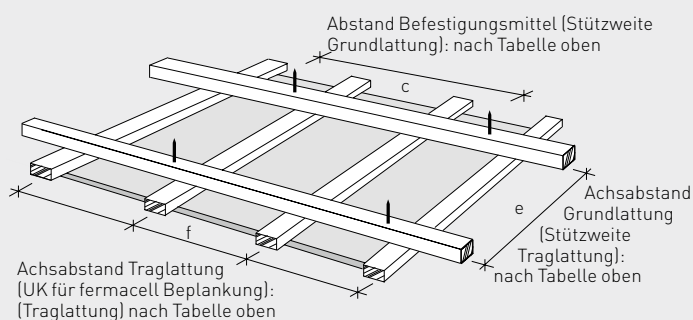 Abstand Befestigungsmittel (Stützweite
Grundlattung): nach Tabelle oben
c
e
Achsabstand
Grundlattung
(Stützweite
Traglattung):
nach Tabelle oben
f
Achsabstand Traglattung
(UK für fermacell Beplankung):
(Traglattung) nach Tabelle oben